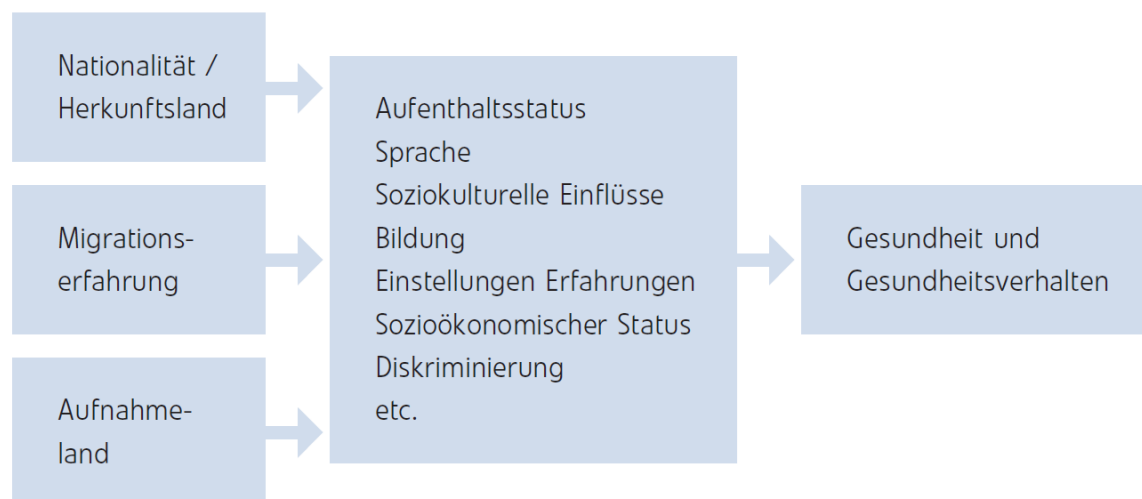 Nationalität /
Herkunftsland
Migrations-
erfahrung
Aufnahme-
land
Aufenthaltsstatus
Sprache
Soziokulturelle Einflüsse
Bildung
Einstellungen Erfahrungen
Sozioökonomischer Status
Diskriminierung
etc.
Gesundheit und
Gesundheitsverhalten